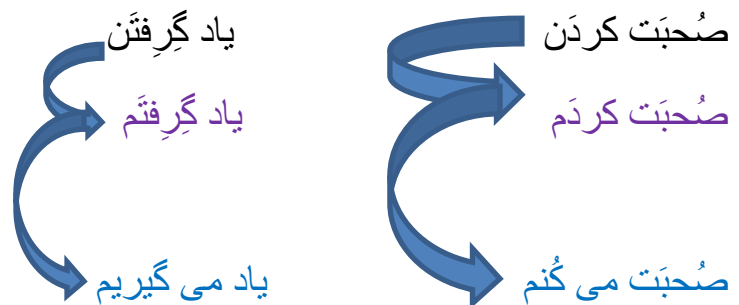 صُحبَت کردَن
صُحبَت کردَم
صُحبَت می کُنم
یاد گِرِفتَن
یاد گِرِفتَم
یاد می گیریم